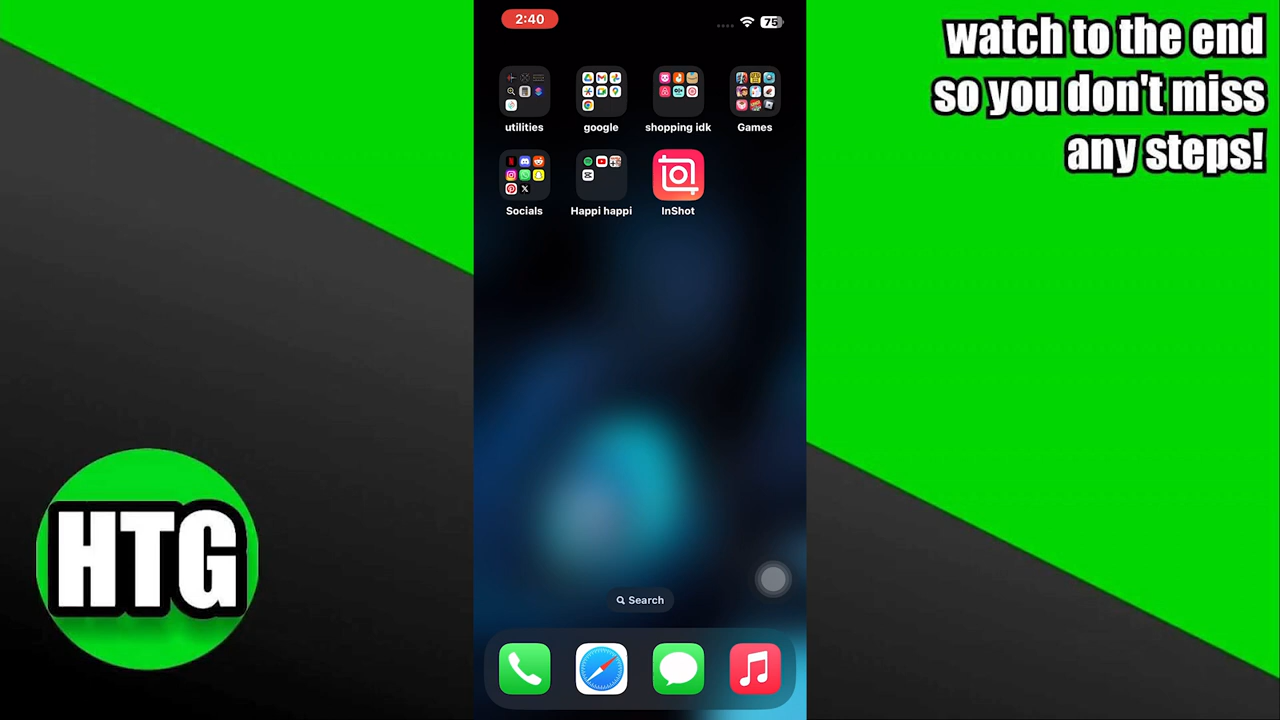 2:40
75
watch to the end
so you don't miss
any steps!
utilities
google
shopping idk
Games
Socials
Happi happi
InShot
HTG
Search